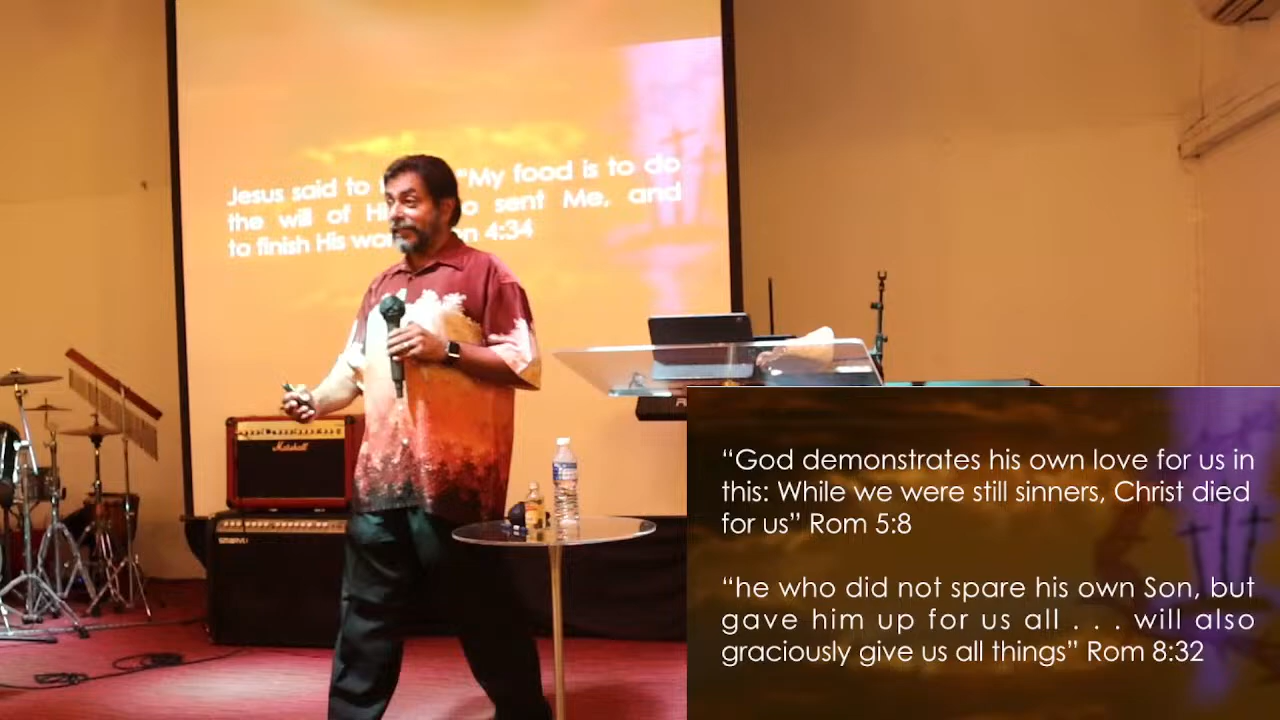 Jesus said to "My food is to do
the will of sent Me, and
to finish His 4:34
Marshall
"God demonstrates his own love for us in
this: While we were still sinners, Christ died
for us" Rom 5:8
"he who did not spare his own Son, but
gave him up for us all . . . will also
graciously give us all things" Rom 8:32